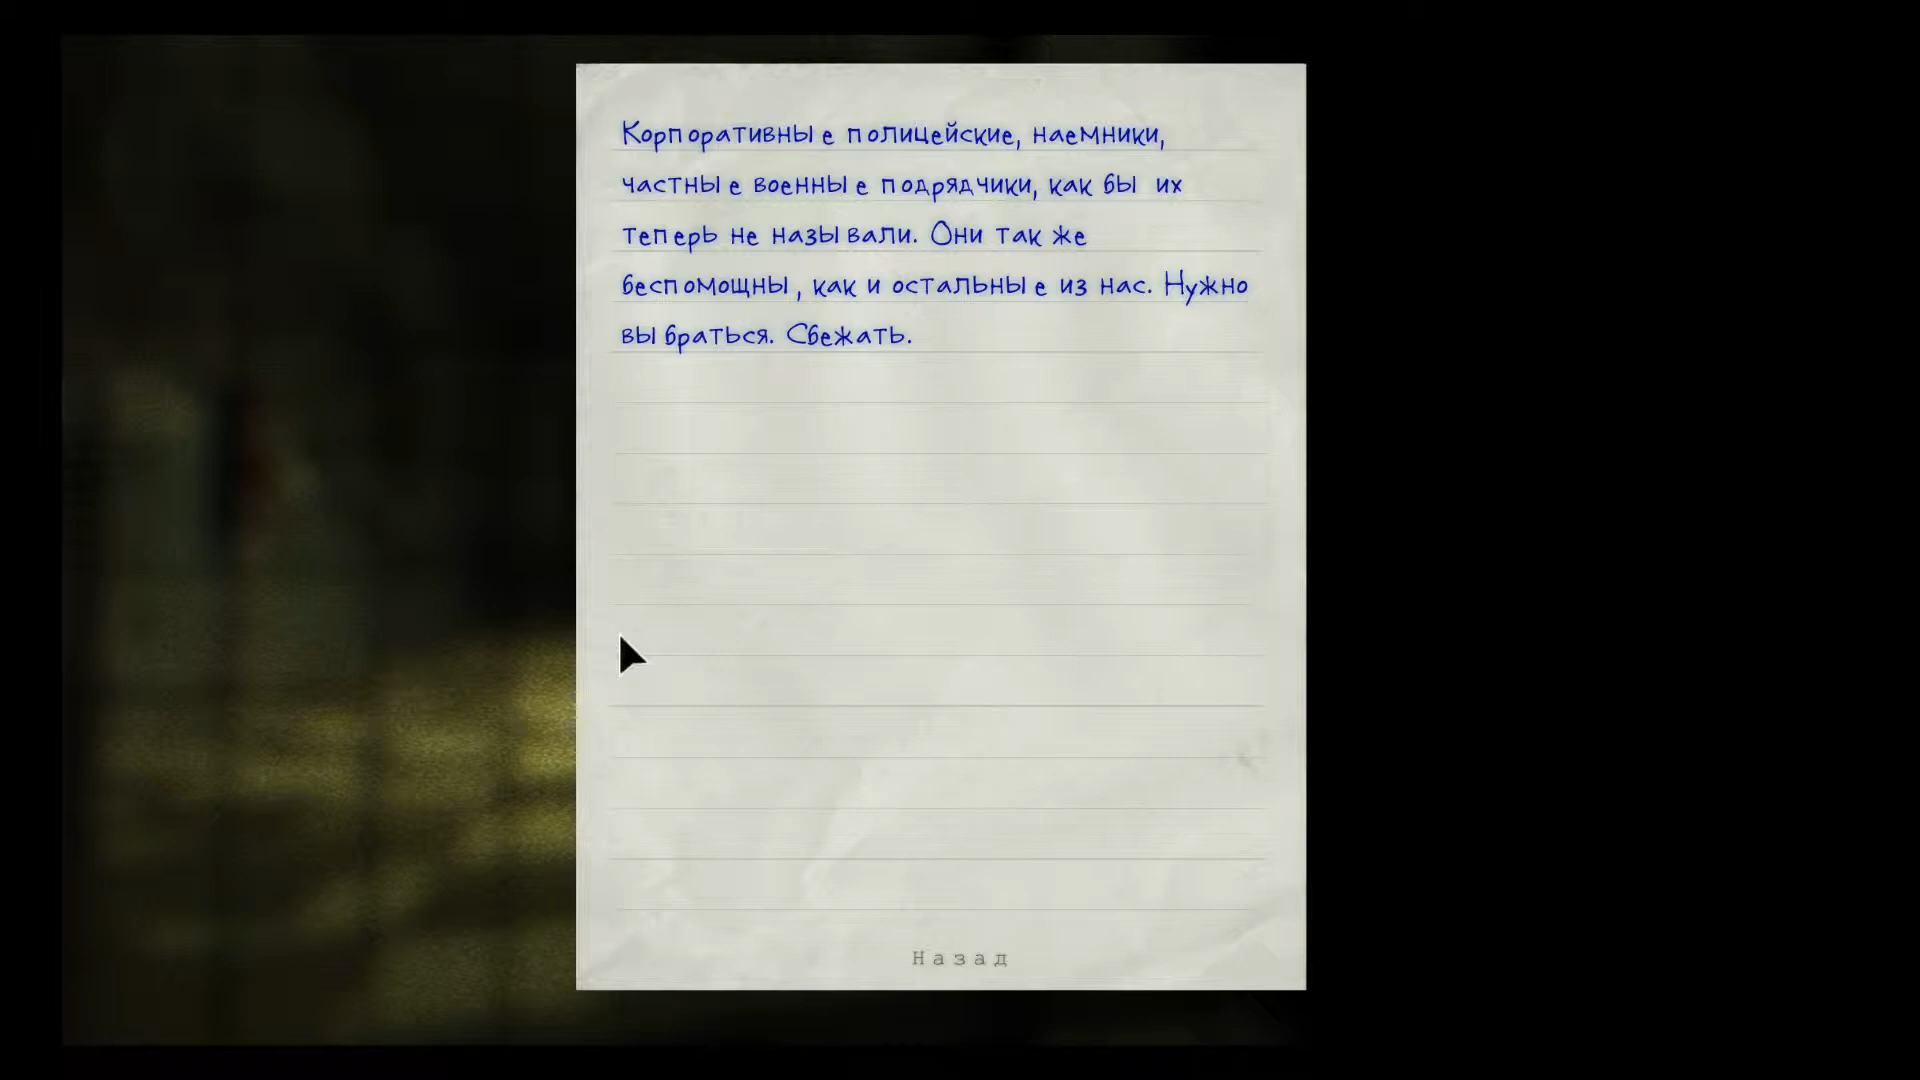 Корпоративные полицейские, наемники,
частные военные подрядчики, как бы их
теперь не называли. Они так же
беспомощны, как и остальные из нас. Нужно
выбраться. Сбежать.
Назад